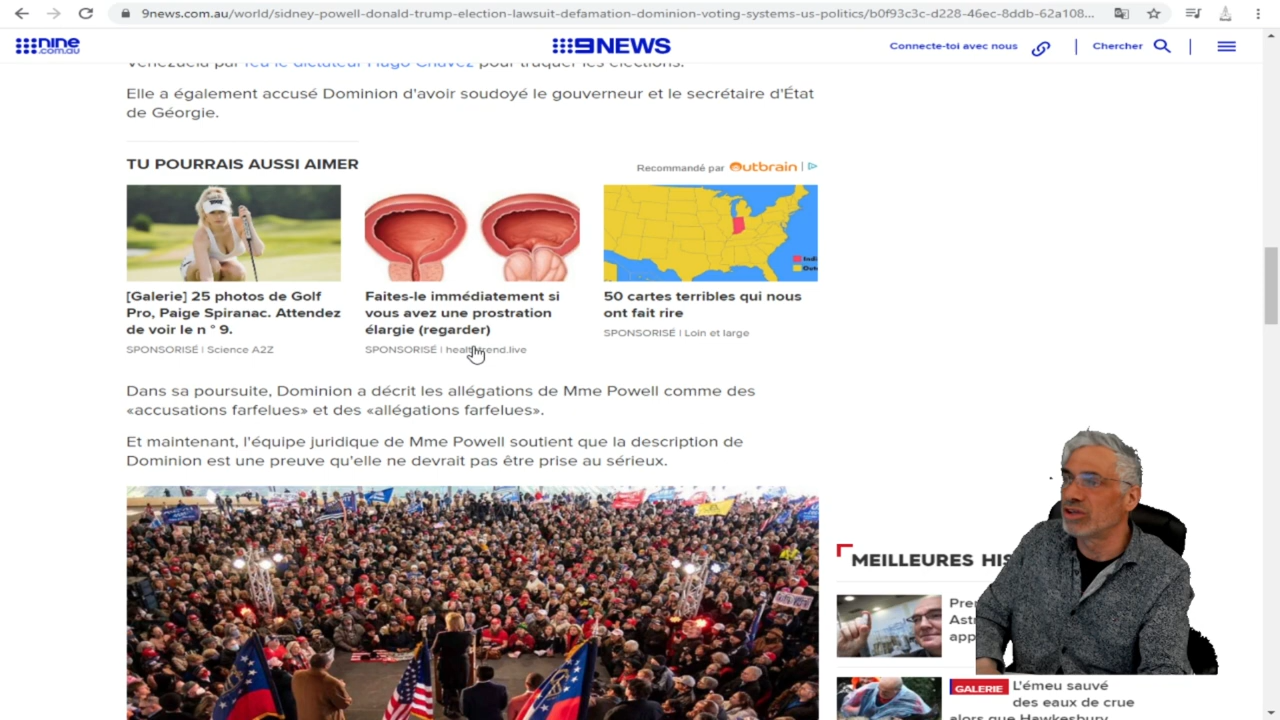 9news.com.au/world/sidney-powell-donald-trump-election-lawsuit-defamation-dominion-voting-systems-us-politics/b0f93c3c-d228-46ec-8ddb-62a108...
nine
.com.au
9NEWS
Connecte-toi avec nous
Chercher
Venezuela par feu le dictateur Hugo Chavez pour truquer les élections.
Elle a également accusé Dominion d'avoir soudoyé le gouverneur et le secrétaire d'État
de Géorgie.
TU POURRAIS AUSSI AIMER
Recommandé par Outbrain
[Galerie] 25 photos de Golf
Pro, Paige Spiranac. Attendez
de voir le n ° 9.
SPONSORISÉ | Science A2Z
Faites-le immédiatement si
vous avez une prostration
élargie (regarder)
SPONSORISÉ | healthtrend.live
50 cartes terribles qui nous
ont fait rire
SPONSORISÉ | Loin et large
Dans sa poursuite, Dominion a décrit les allégations de Mme Powell comme des
«accusations farfelues» et des «allégations farfelues».
Et maintenant, l'équipe juridique de Mme Powell soutient que la description de
Dominion est une preuve qu'elle ne devrait pas être prise au sérieux.
MEILLEURES
GALERIE L'émeu sauvé
des eaux de crue
alors que Hawkesbury